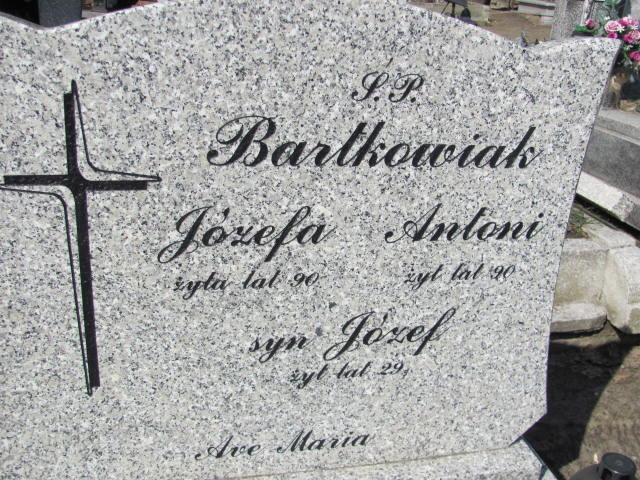 Ś.P.
Bartkowiak
Józefa Antoni
żyła lat 90 żył lat 90
syn Józef
żył lat 29
Ave Maria